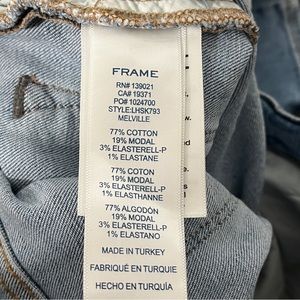 FRAME
RN# 139021
CA# 19371
PO# 1024700
STYLE: LHSK793
MELVILLE
77% COTTON
19% MODAL
3% ELASTERELL-P
1% ELASTANE
77% COTON
19% MODAL
3% ELASTERELL-P
1% ELASTHANNE
77% ALGODÓN
19% MODAL
3% ELASTERELL-P
1% ELASTANO
MADE IN TURKEY
FABRIQUÉ EN TURQUIE
HECHO EN TURQUÍA